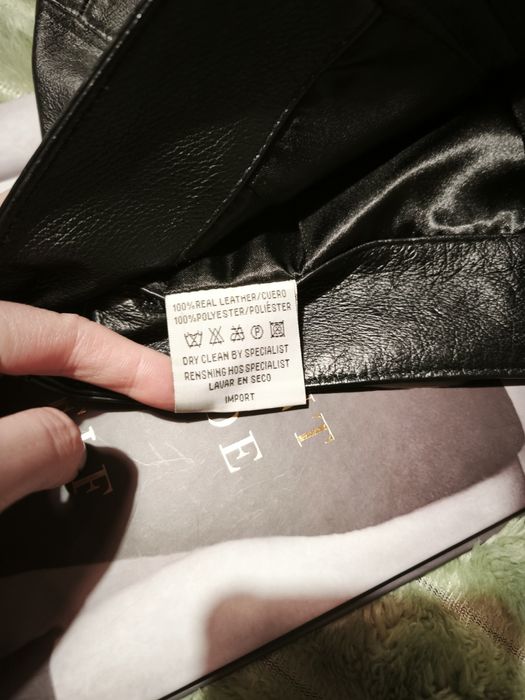 100%REAL LEATHER/CUERO
100%POLYESTER/POLIÉSTER
DRY CLEAN BY SPECIALIST
RENSNING HOS SPECIALIST
LAVAR EN SECO
IMPORT